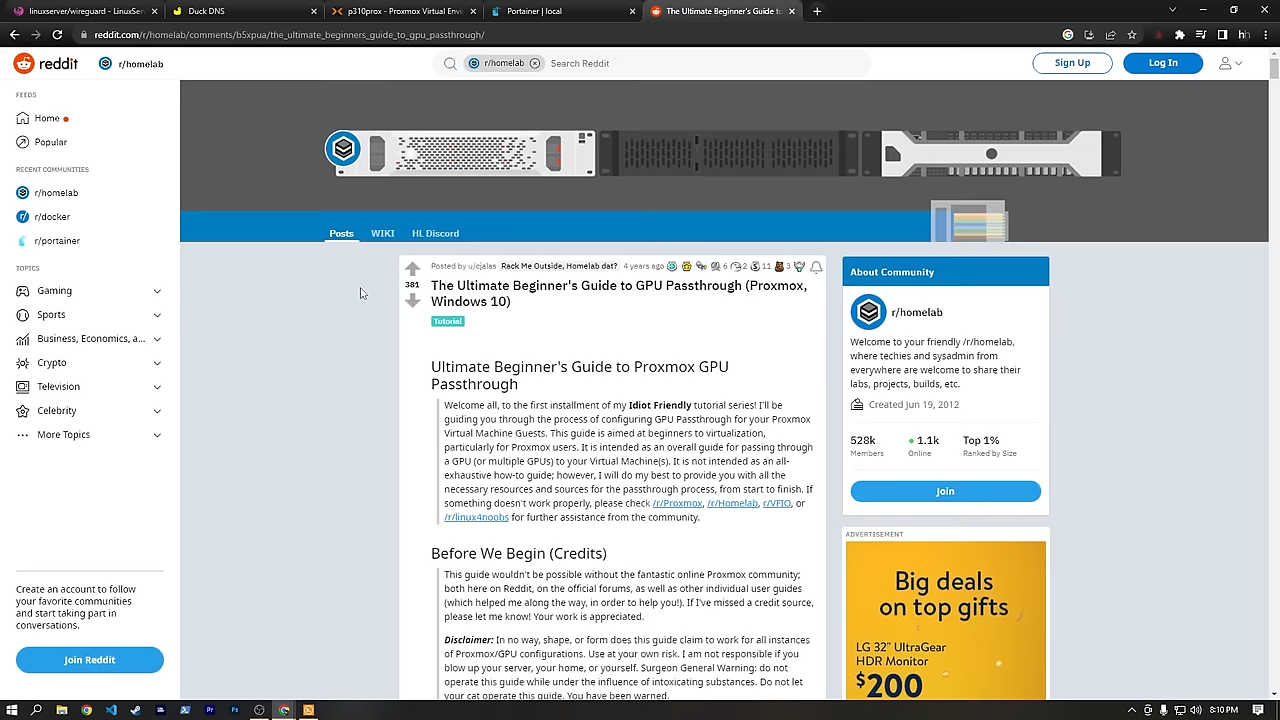 wireguard - LinuxServ
Duck DNS
p310prox - Proxmox Virtual Envi
Portainer | local
The Ultimate Beginner's Guide to
reddit.com/r/homelab/comments/b5xpua/the_ultimate_beginners_guide_to_gpu_passthrough/
reddit
r/homelab
r/homelab
Search Reddit
Sign Up
Log In
FEEDS
Home
Popular
RECENT COMMUNITIES
r/homelab
r/docker
r/portainer
TOPICS
Gaming
Sports
Business, Economics, a...
Crypto
Television
Celebrity
More Topics
Create an account to follow
your favorite communities
and start taking part in
conversations.
Join Reddit
Posts
WIKI
HL Discord
381
Posted by u/cjalas Rack Me Outside, Homelab dat? 4 years ago 6 2 11 3
The Ultimate Beginner's Guide to GPU Passthrough (Proxmox,
Windows 10)
Tutorial
Ultimate Beginner's Guide to Proxmox GPU
Passthrough
Welcome all, to the first installment of my Idiot Friendly tutorial series! I'll be
guiding you through the process of configuring GPU Passthrough for your Proxmox
Virtual Machine Guests. This guide is aimed at beginners to virtualization,
particularly for Proxmox users. It is intended as an overall guide for passing through
a GPU (or multiple GPUs) to your Virtual Machine(s). It is not intended as an all-
exhaustive how-to guide; however, I will do my best to provide you with all the
necessary resources and sources for the passthrough process, from start to finish. If
something doesn't work properly, please check /r/Proxmox, /r/Homelab, r/VFIO, or
/r/linux4noobs for further assistance from the community.
Before We Begin (Credits)
This guide wouldn't be possible without the fantastic online Proxmox community;
both here on Reddit, on the official forums, as well as other individual user guides
(which helped me along the way, in order to help you!). If I've missed a credit source,
please let me know! Your work is appreciated.
Disclaimer: In no way, shape, or form does this guide claim to work for all instances
of Proxmox/GPU configurations. Use at your own risk. I am not responsible if you
blow up your server, your home, or yourself. Surgeon General Warning: do not
operate this guide while under the influence of intoxicating substances. Do not let
your cat operate this guide. You have been warned.
About Community
r/homelab
Welcome to your friendly /r/homelab,
where techies and sysadmin from
everywhere are welcome to share their
labs, projects, builds, etc.
Created Jun 19, 2012
528k
Members
1.1k
Online
Top 1%
Ranked by Size
Join
ADVERTISEMENT
Big deals
on top gifts
LG 32" UltraGear
HDR Monitor
$200
8:10 PM